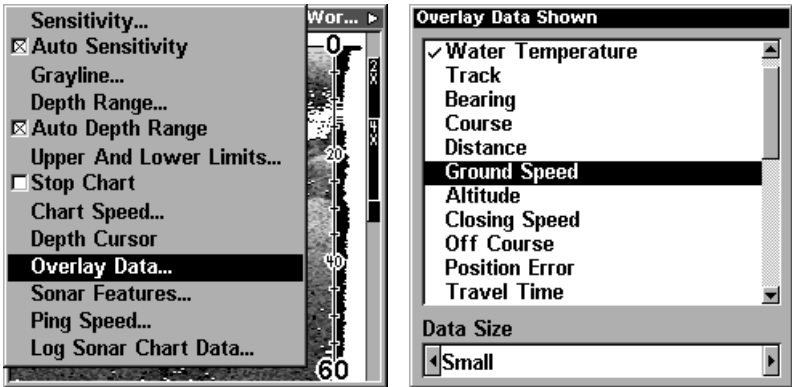 Sensitivity...
Auto Sensitivity
Grayline...
Depth Range...
Auto Depth Range
Upper And Lower Limits...
Stop Chart
Chart Speed...
Depth Cursor
Overlay Data...
Sonar Features...
Ping Speed...
Log Sonar Chart Data...
Wor...
0
20
40
60
2X
4X
Overlay Data Shown
Water Temperature
Track
Bearing
Course
Distance
Ground Speed
Altitude
Closing Speed
Off Course
Position Error
Travel Time
Data Size
Small